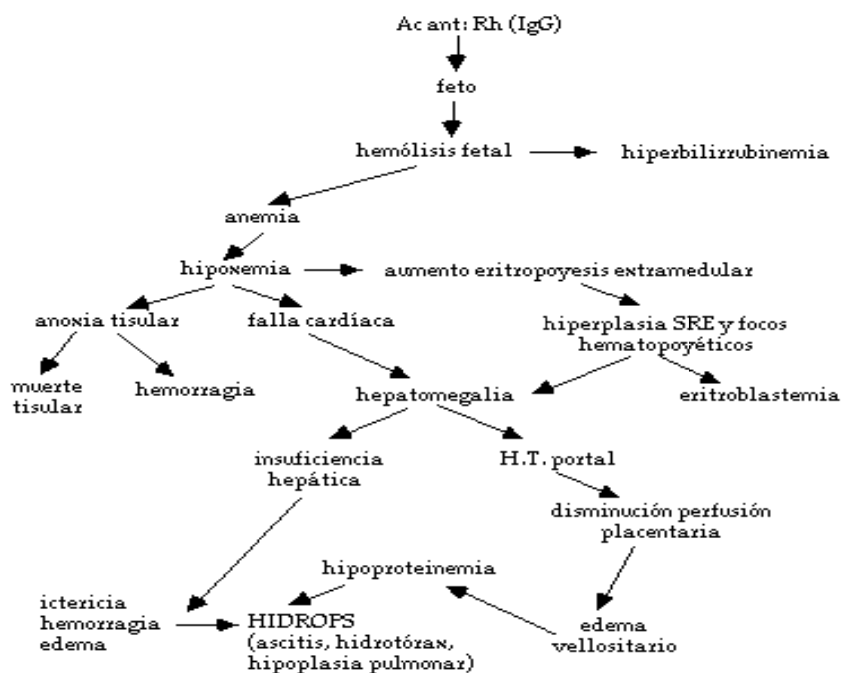 Ac ant: Rh (IgG)
feto
hemólisis fetal
hiperbilirrubinemia
anemia
hipoxemia
aumento eritropoyesis extramedular
anoxia tisular
falla cardíaca
hiperplasia SRE y focos
hematopoyéticos
muerte
tisular
hemorragia
hepatomegalia
eritroblastemia
insuficiencia
hepática
H.T. portal
disminución perfusión
placentaria
hipoproteinemia
ictericia
hemorragia
edema
HIDROPS
(ascitis, hidrotórax,
hipoplasia pulmonar)
edema
vellositario